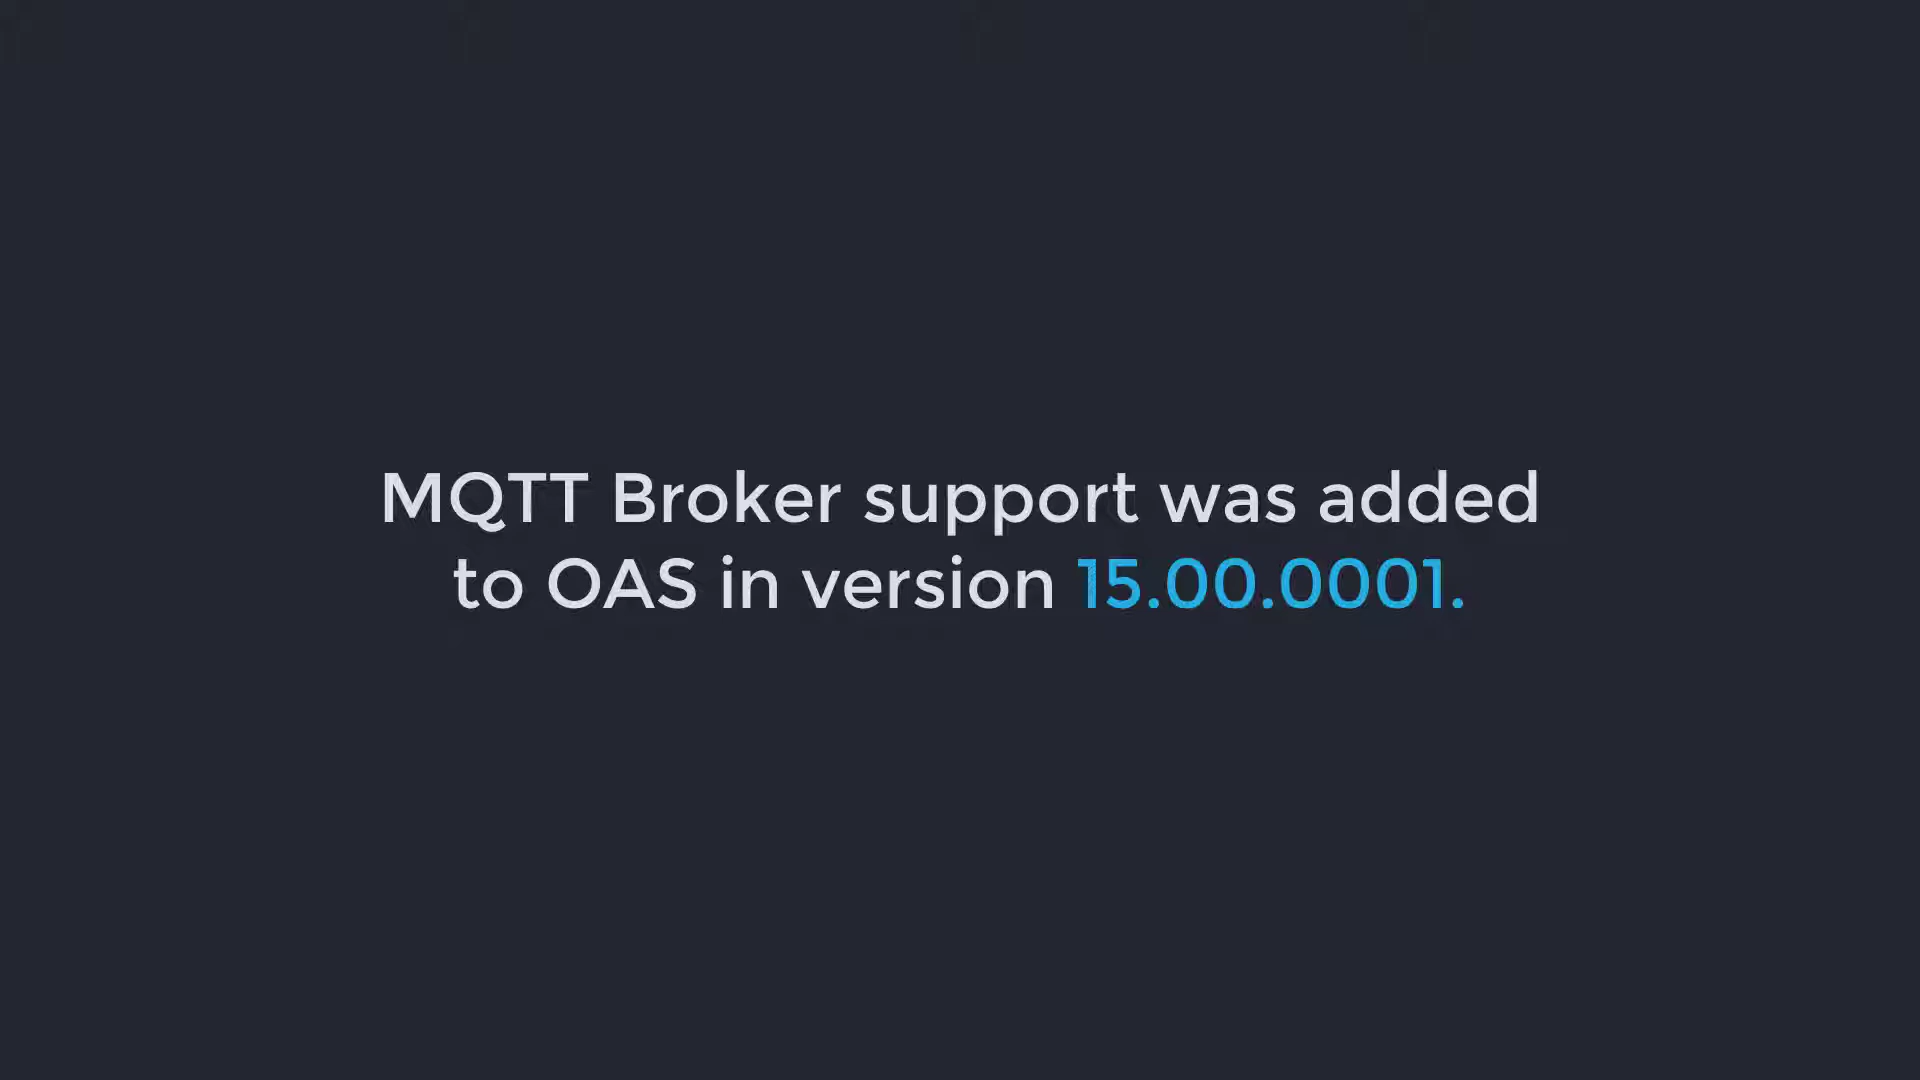 MQTT Broker support was added
to OAS in version 15.00.0001.